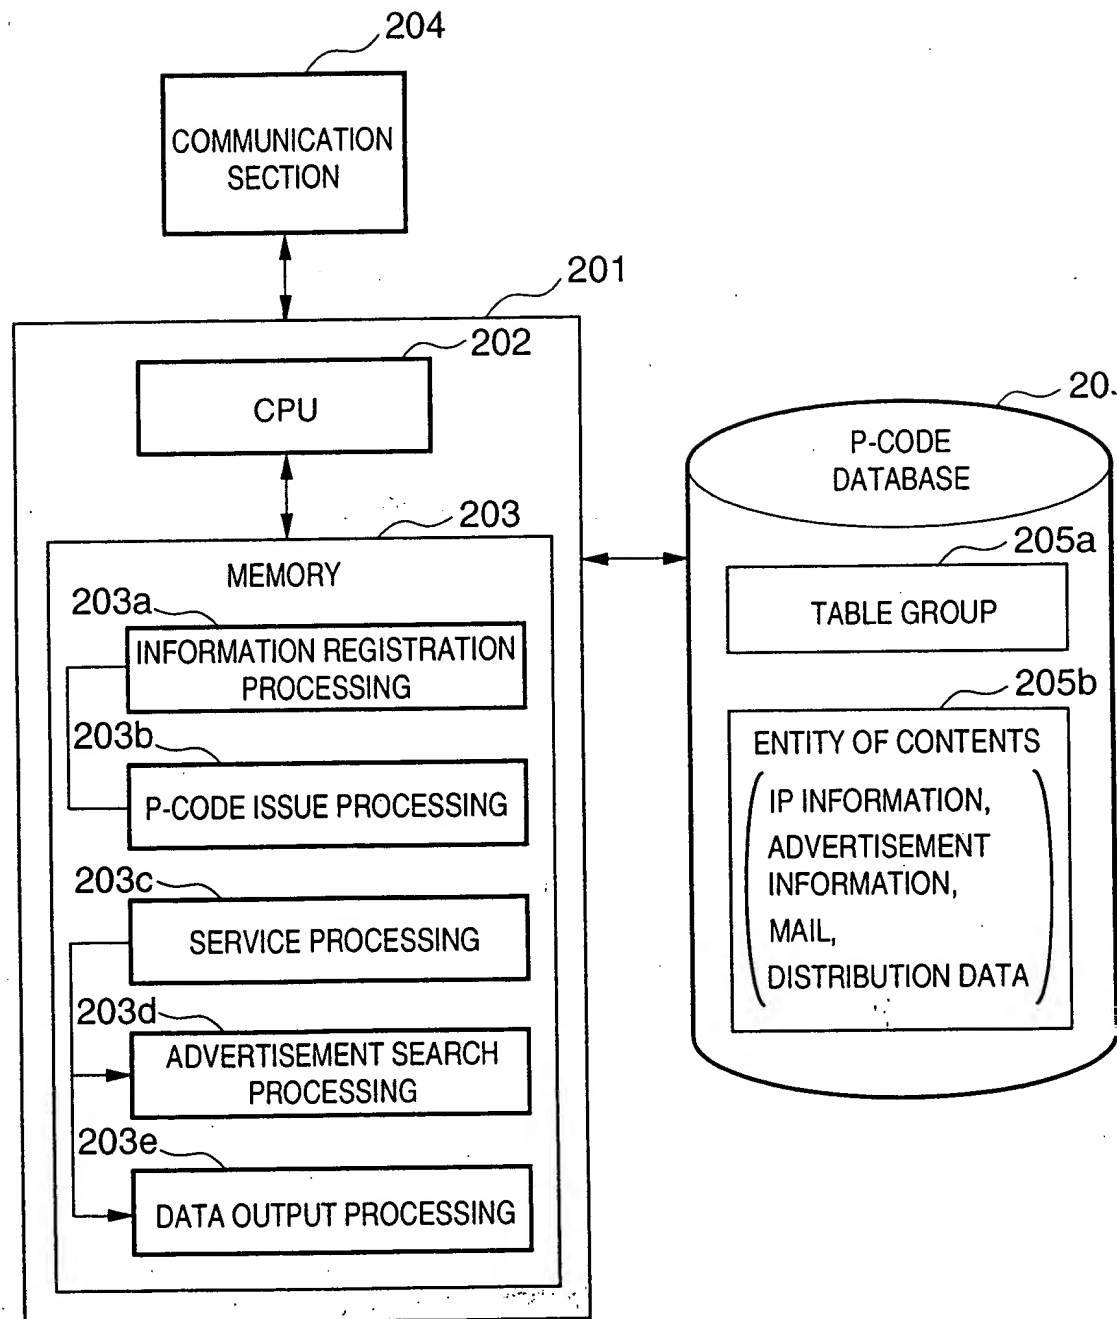 204
COMMUNICATION
SECTION
201
202
CPU
203
MEMORY
203a
INFORMATION REGISTRATION
PROCESSING
203b
P-CODE ISSUE PROCESSING
203c
SERVICE PROCESSING
203d
ADVERTISEMENT SEARCH
PROCESSING
203e
DATA OUTPUT PROCESSING
20
P-CODE
DATABASE
205a
TABLE GROUP
205b
ENTITY OF CONTENTS
IP INFORMATION,
ADVERTISEMENT
INFORMATION,
MAIL,
DISTRIBUTION DATA